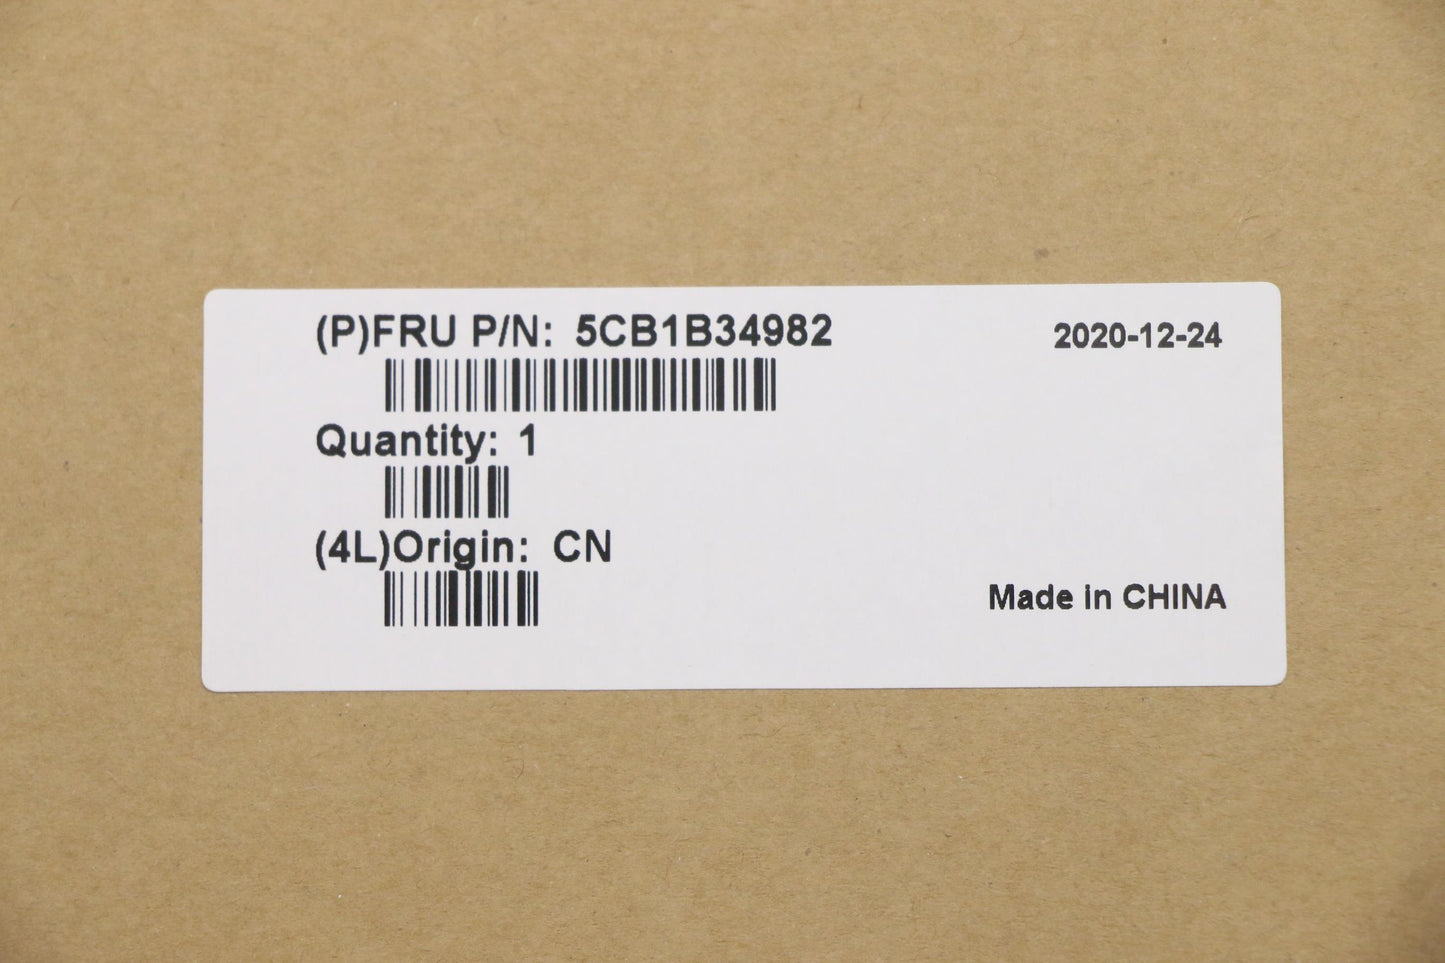 (P)FRU P/N: 5CB1B34982
2020-12-24
Quantity: 1
(4L)Origin: CN
Made in CHINA